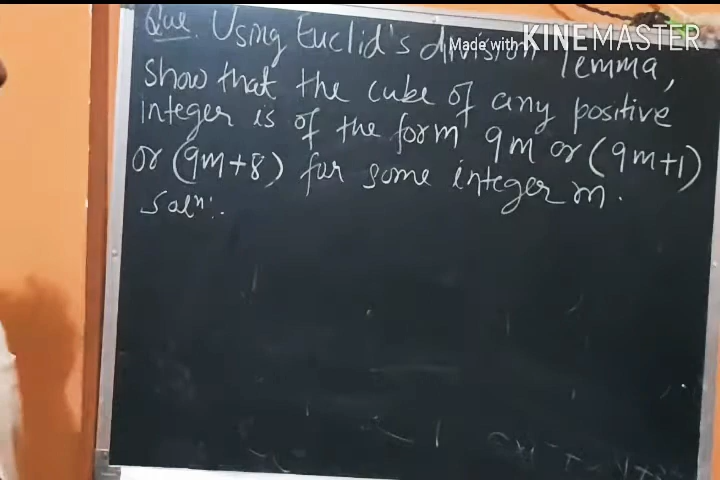 Que. Using Euclid's division lemma,
show that the cube of any positive
integer is of the form 9m or (9m+1)
or (9m+8) for some integer m.
Soln:.
Made with KINEMASTER